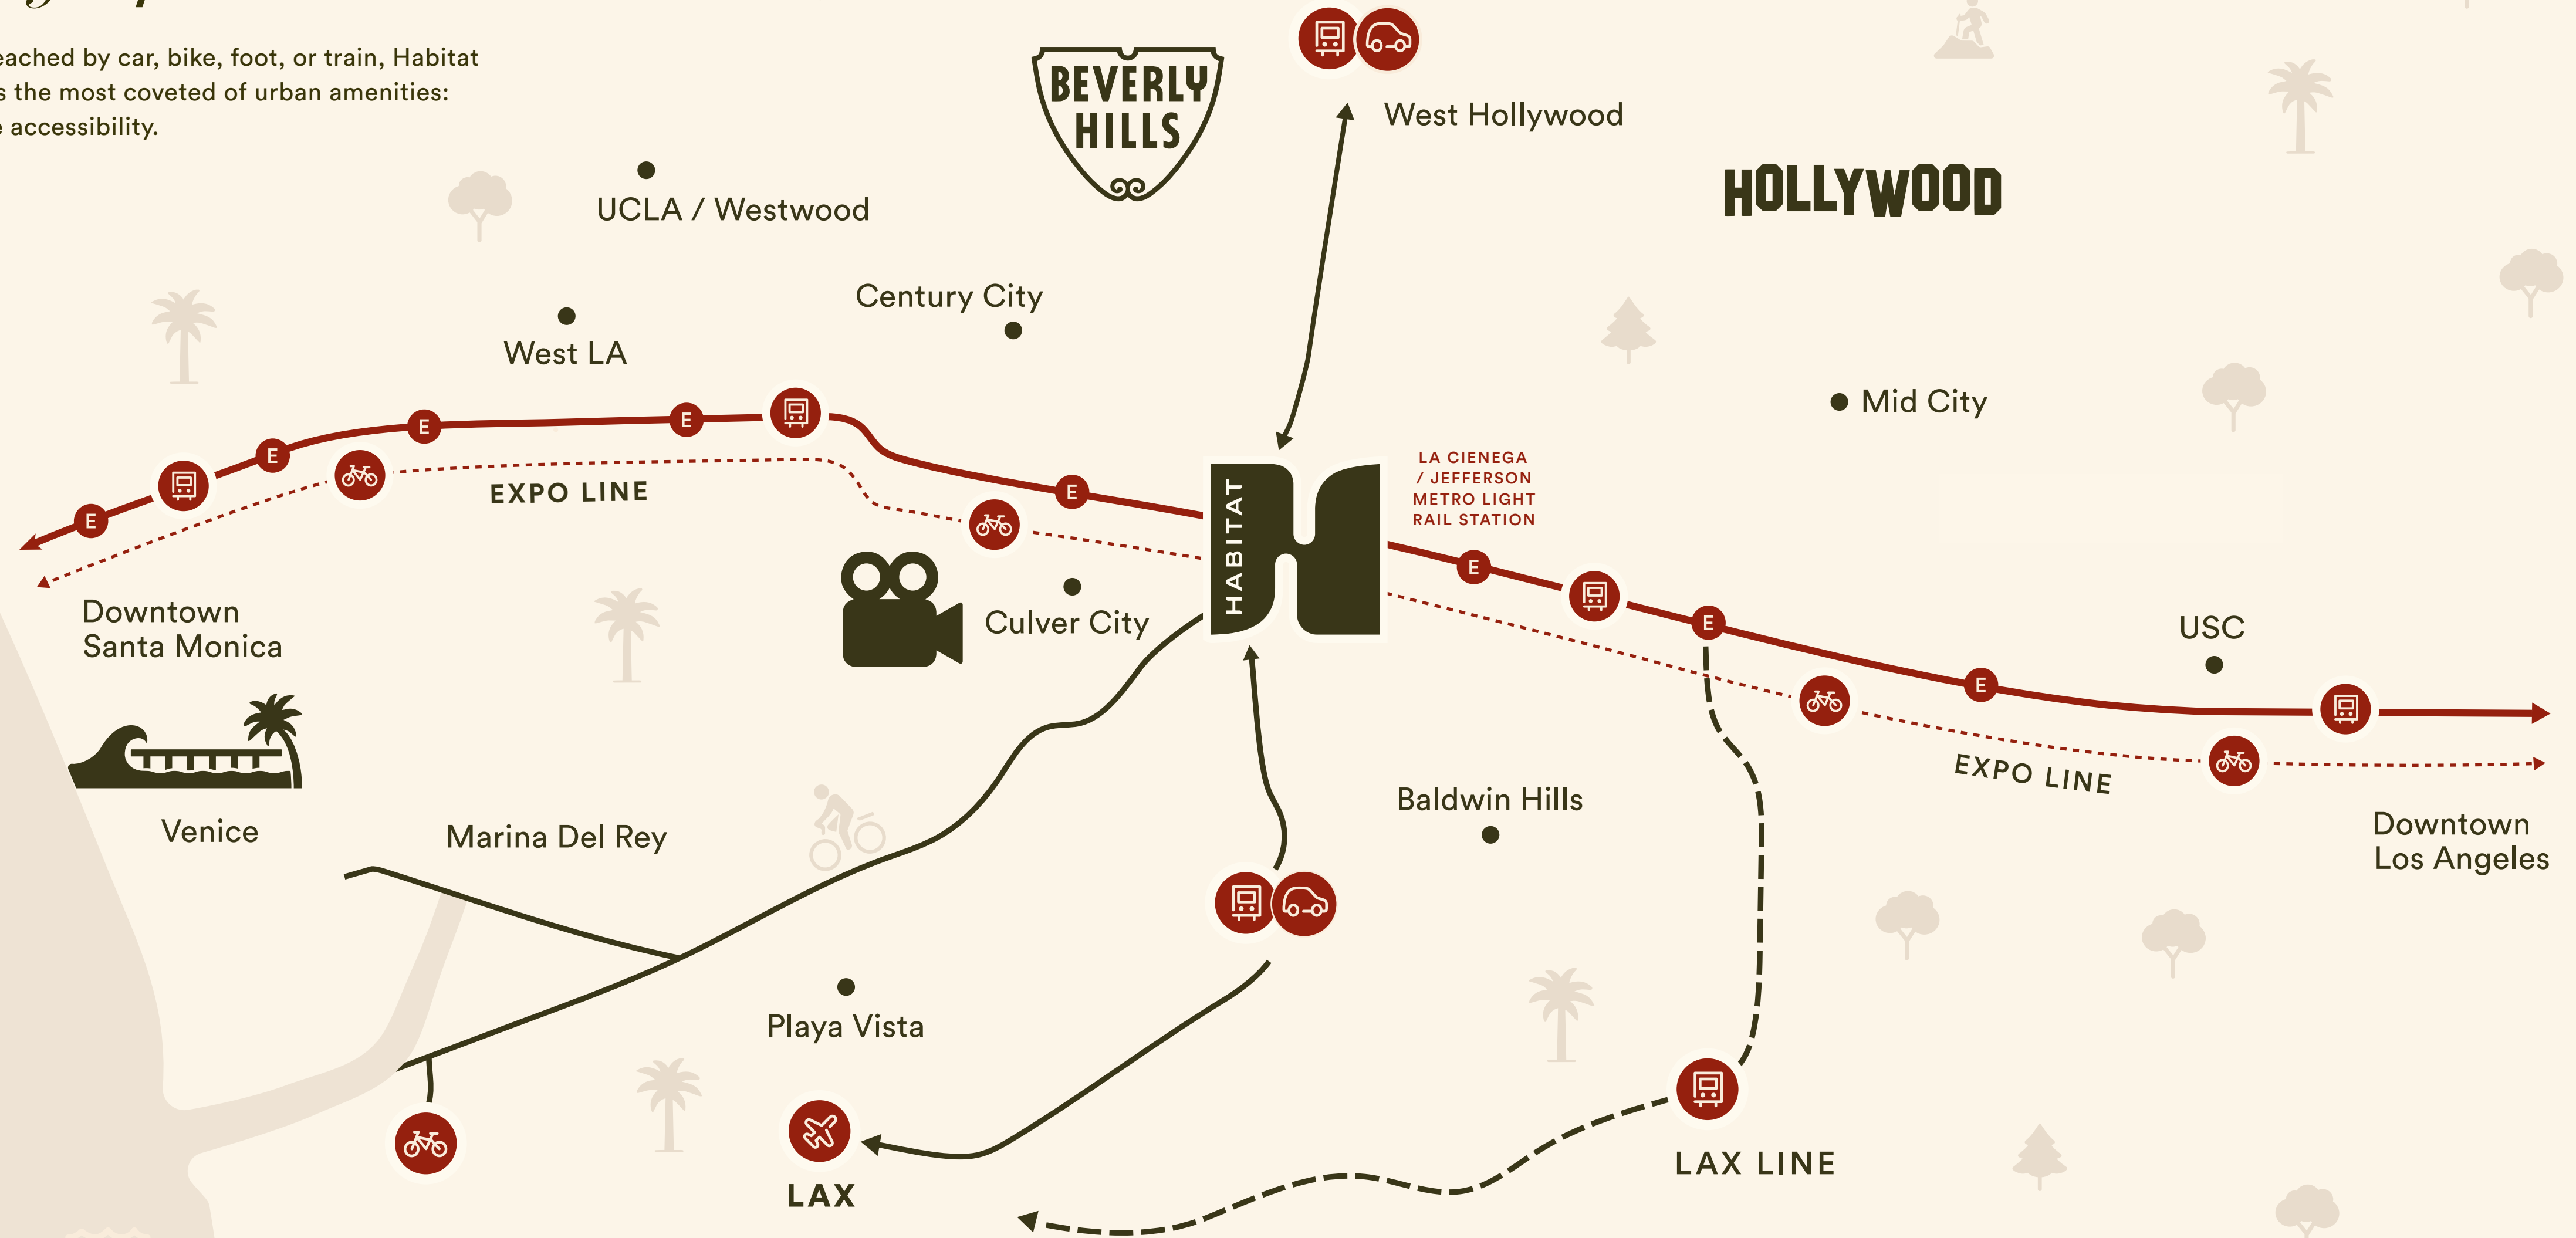 eached by car, bike, foot, or train, Habitat
s the most coveted of urban amenities:
e accessibility.
BEVERLY
HILLS
West Hollywood
HOLLYWOOD
UCLA / Westwood
Century City
West LA
Mid City
E
E
E
E
E
EXPO LINE
HABITAT
LA CIENEGA
/ JEFFERSON
METRO LIGHT
RAIL STATION
E
E
E
Culver City
Downtown
Santa Monica
USC
EXPO LINE
Venice
Marina Del Rey
Baldwin Hills
Downtown
Los Angeles
Playa Vista
LAX
LAX LINE